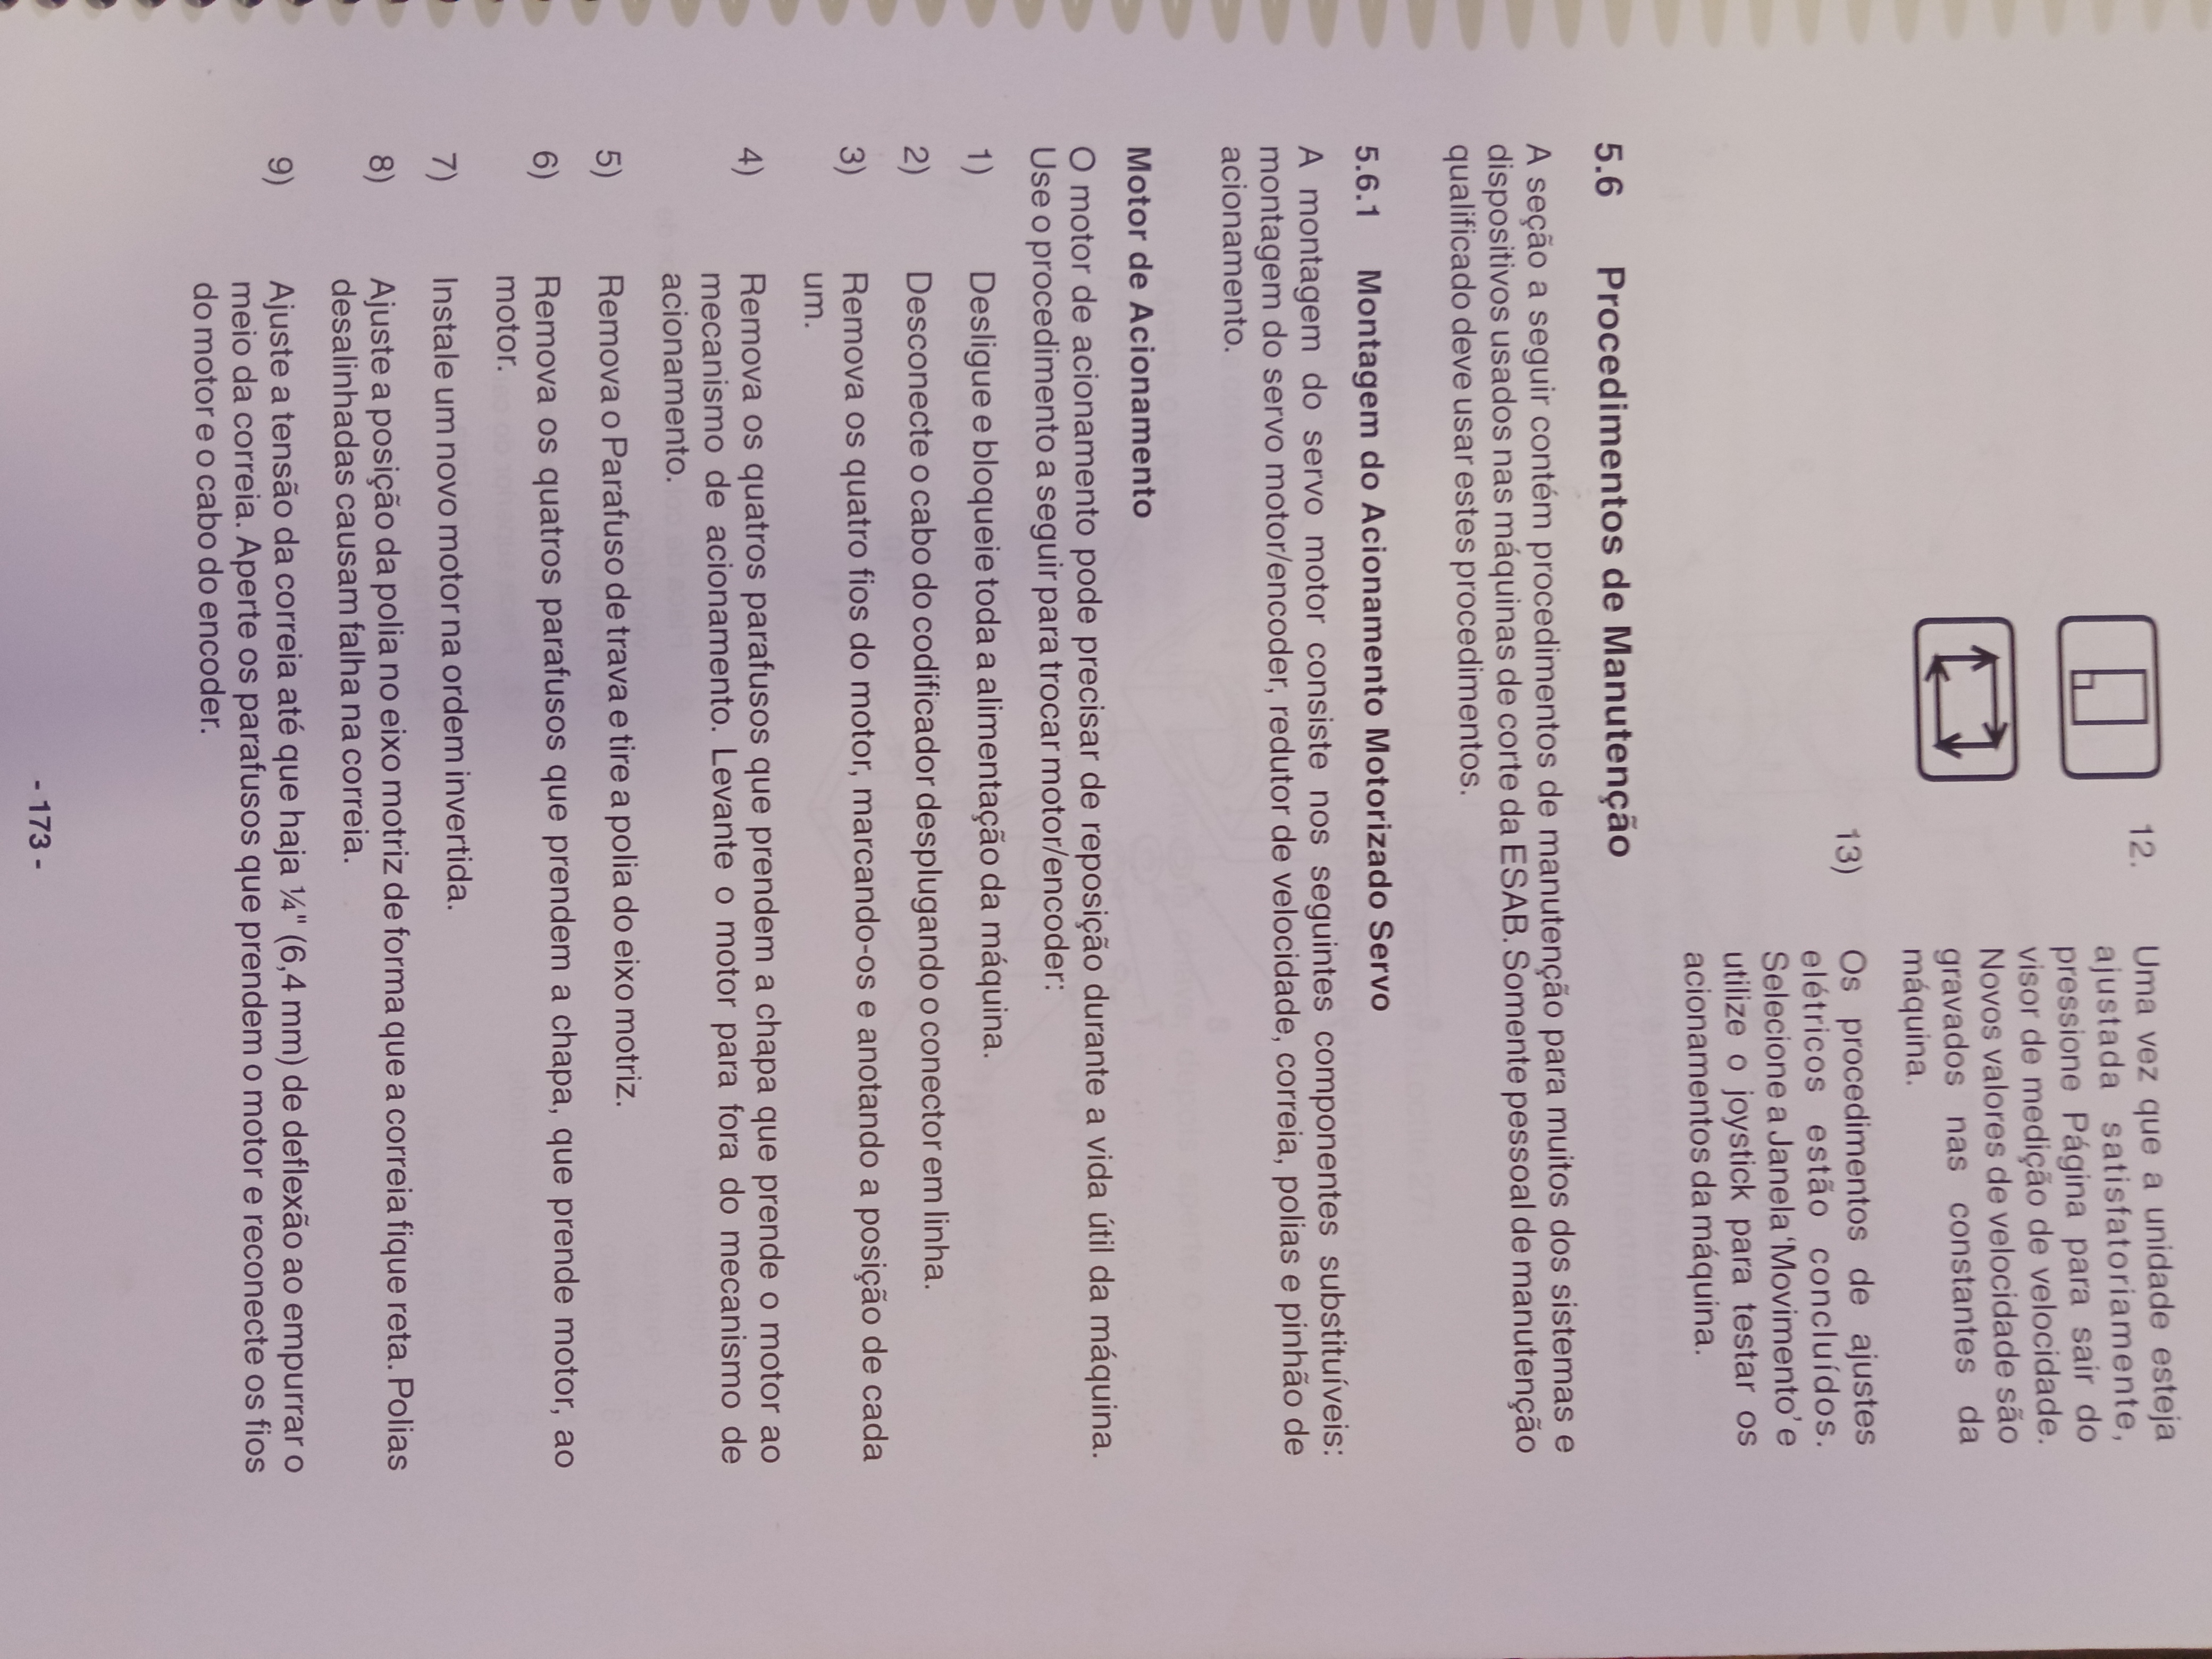 12. Uma vez que a unidade esteja
ajustada satisfatoriamente,
pressione Página para sair do
visor de medição de velocidade.
Novos valores de velocidade são
gravados nas constantes da
máquina.
13) Os procedimentos de ajustes
elétricos estão concluídos.
Selecione a Janela 'Movimento' e
utilize o joystick para testar os
acionamentos da máquina.
5.6 Procedimentos de Manutenção
A seção a seguir contém procedimentos de manutenção para muitos dos sistemas e
dispositivos usados nas máquinas de corte da ESAB. Somente pessoal de manutenção
qualificado deve usar estes procedimentos.
5.6.1 Montagem do Acionamento Motorizado Servo
A montagem do servo motor consiste nos seguintes componentes substituíveis:
montagem do servo motor/encoder, redutor de velocidade, correia, polias e pinhão de
acionamento.
Motor de Acionamento
O motor de acionamento pode precisar de reposição durante a vida útil da máquina.
Use o procedimento a seguir para trocar motor/encoder:
1) Desligue e bloqueie toda a alimentação da máquina.
2) Desconecte o cabo do codificador desplugando o conector em linha.
3) Remova os quatro fios do motor, marcando-os e anotando a posição de cada
um.
4) Remova os quatros parafusos que prendem a chapa que prende o motor ao
mecanismo de acionamento. Levante o motor para fora do mecanismo de
acionamento.
5) Remova o Parafuso de trava e tire a polia do eixo motriz.
6) Remova os quatros parafusos que prendem a chapa, que prende motor, ao
motor.
7) Instale um novo motor na ordem invertida.
8) Ajuste a posição da polia no eixo motriz de forma que a correia fique reta. Polias
desalinhadas causam falha na correia.
9) Ajuste a tensão da correia até que haja ¼" (6,4 mm) de deflexão ao empurrar o
meio da correia. Aperte os parafusos que prendem o motor e reconecte os fios
do motor e o cabo do encoder.
- 173 -